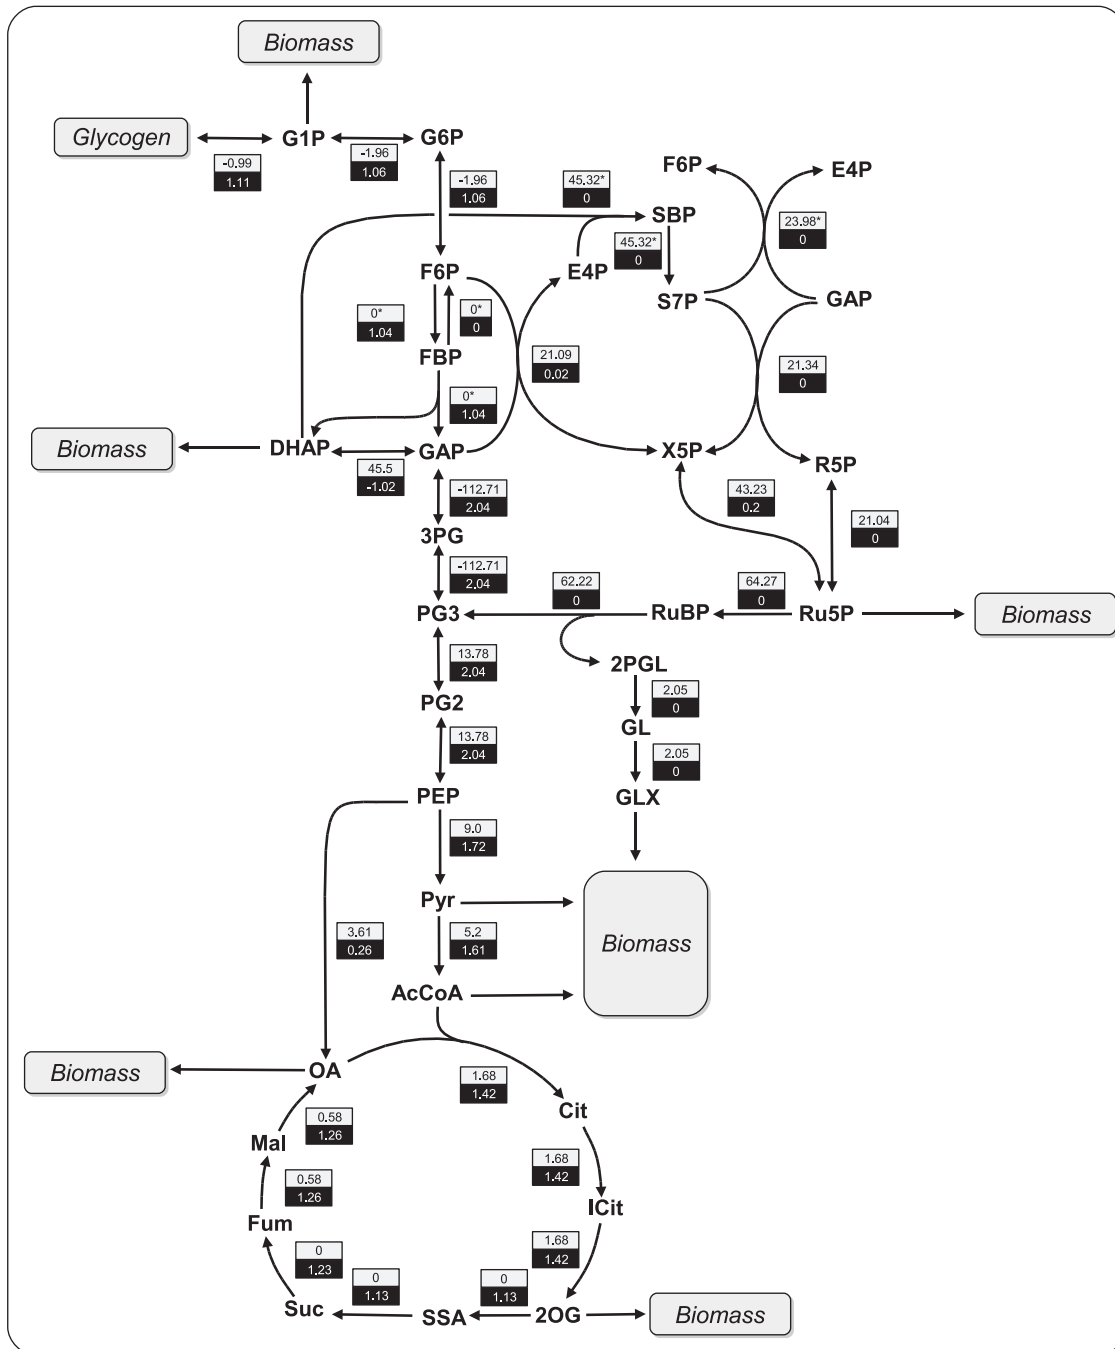 Biomass
Glycogen
G1P
G6P
-0.99
1.11
-1.96
1.06
-1.96
1.06
45.32*
0
F6P
E4P
SBP
23.98*
0
45.32*
0
F6P
E4P
S7P
GAP
0*
1.04
0*
0
FBP
21.09
0.02
21.34
0
0*
1.04
Biomass
DHAP
GAP
X5P
R5P
45.5
-1.02
-112.71
2.04
43.23
0.2
21.04
0
3PG
-112.71
2.04
62.22
0
64.27
0
PG3
RuBP
Ru5P
Biomass
13.78
2.04
2PGL
PG2
2.05
0
GL
13.78
2.04
2.05
0
PEP
GLX
9.0
1.72
Pyr
3.61
0.26
5.2
1.61
Biomass
AcCoA
Biomass
OA
1.68
1.42
Cit
0.58
1.26
Mal
1.68
1.42
0.58
1.26
ICit
Fum
1.68
1.42
0
1.23
0
1.13
0
1.13
Suc
SSA
2OG
Biomass